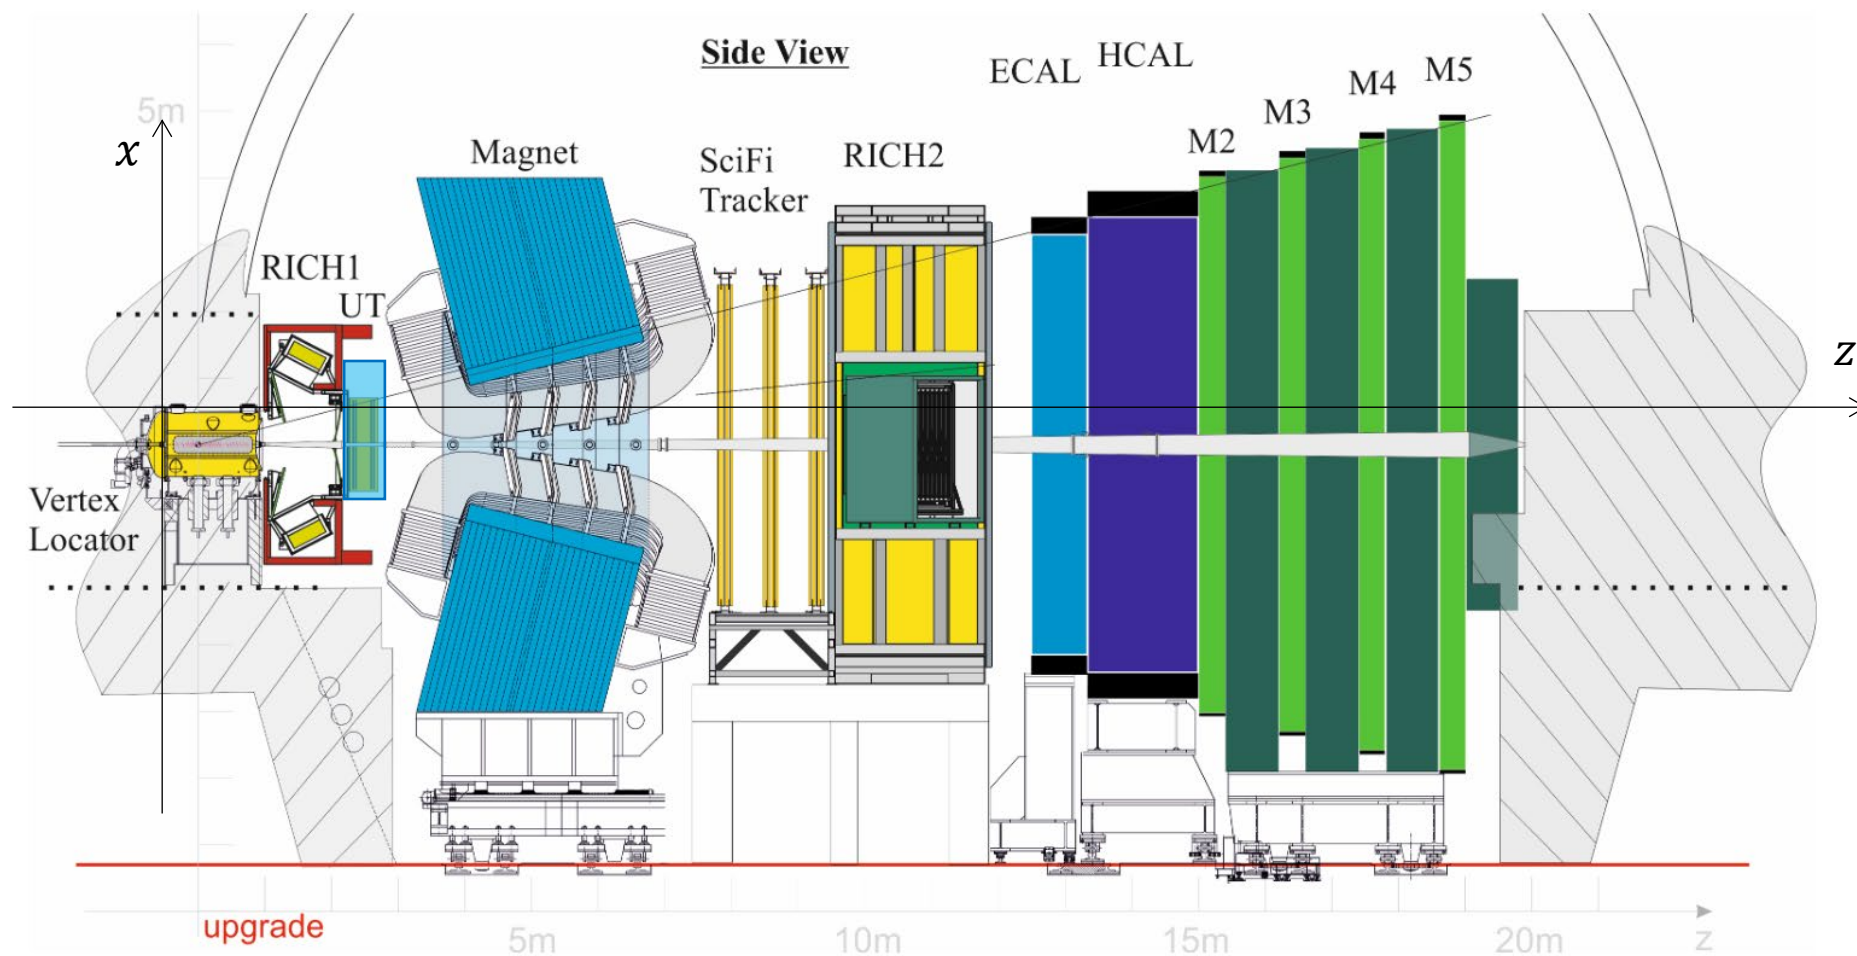 Side View
ECAL
HCAL
M5
M4
M3
5m
M2
x
Magnet
SciFi
Tracker
RICH2
RICH1
UT
z
Vertex
Locator
upgrade
5m
10m
15m
20m
z